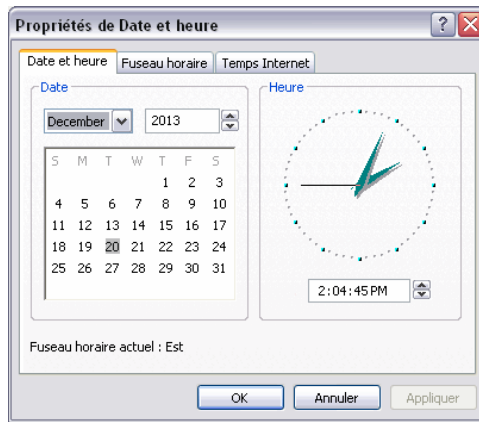 Propriétés de Date et heure
Date et heure Fuseau horaire Temps Internet
Date
December 2013
S M T W T F S
1 2 3
4 5 6 7 8 9 10
11 12 13 14 15 16 17
18 19 20 21 22 23 24
25 26 27 28 29 30 31
Heure
2:04:45 PM
Fuseau horaire actuel : Est
OK Annuler Appliquer